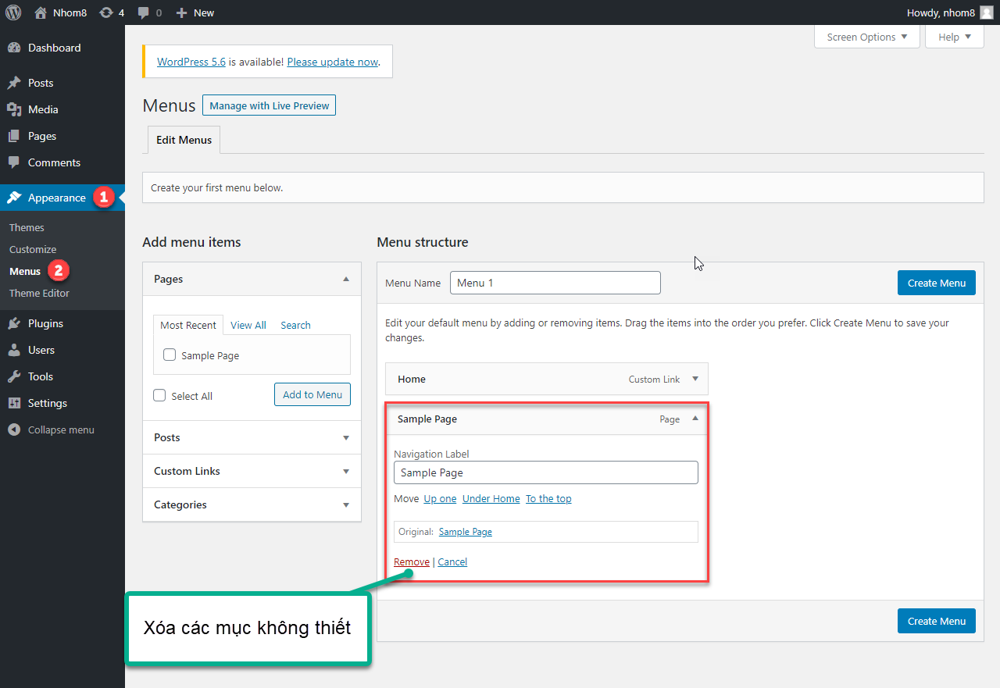 Nhom8 4 0 New Howdy, nhom8
Screen Options Help
Dashboard
Posts
Media
Pages
Comments
Appearance 1
Themes
Customize
Menus 2
Theme Editor
Plugins
Users
Tools
Settings
Collapse menu
WordPress 5.6 is available! Please update now.
Menus Manage with Live Preview
Edit Menus
Create your first menu below.
Add menu items
Pages
Most Recent View All Search
Sample Page
Select All Add to Menu
Posts
Custom Links
Categories
Menu structure
Menu Name Menu 1 Create Menu
Edit your default menu by adding or removing items. Drag the items into the order you prefer. Click Create Menu to save your
changes.
Home Custom Link
Sample Page Page
Navigation Label
Sample Page
Move Up one Under Home To the top
Original: Sample Page
Remove | Cancel
Xóa các mục không thiết
Create Menu